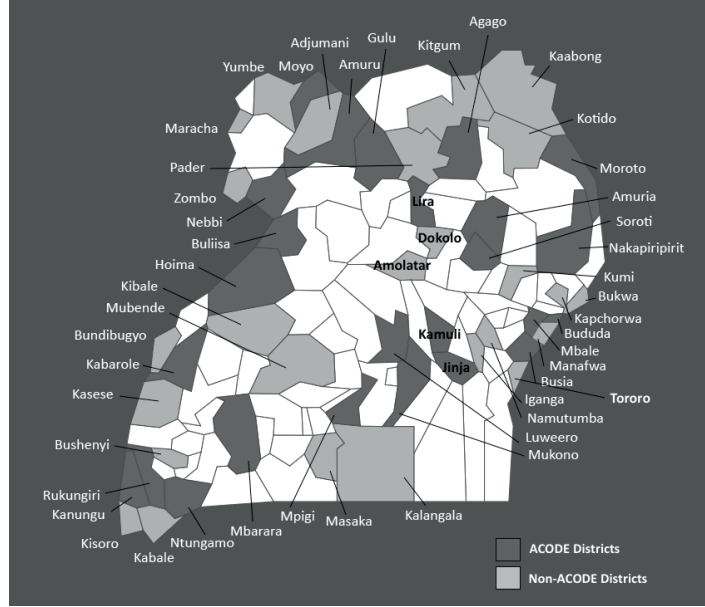 Agago
Gulu
Adjumani
Kitgum
Kaabong
Yumbe
Moyo
Amuru
Kotido
Maracha
Pader
Moroto
Zombo
Lira
Amuria
Nebbi
Soroti
Buliisa
Dokolo
Nakapiripirit
Hoima
Amolatar
Kumi
Kibale
Bukwa
Mubende
Kapchorwa
Bundibugyo
Kamuli
Bududa
Mbale
Kabarole
Jinja
Manafwa
Busia
Kasese
Iganga
Tororo
Namutumba
Luweero
Bushenyi
Mukono
Rukungiri
Kanungu
Mpigi
Masaka
Kalangala
Mbarara
Kisoro
Ntungamo
Kabale
ACODE Districts
Non-ACODE Districts